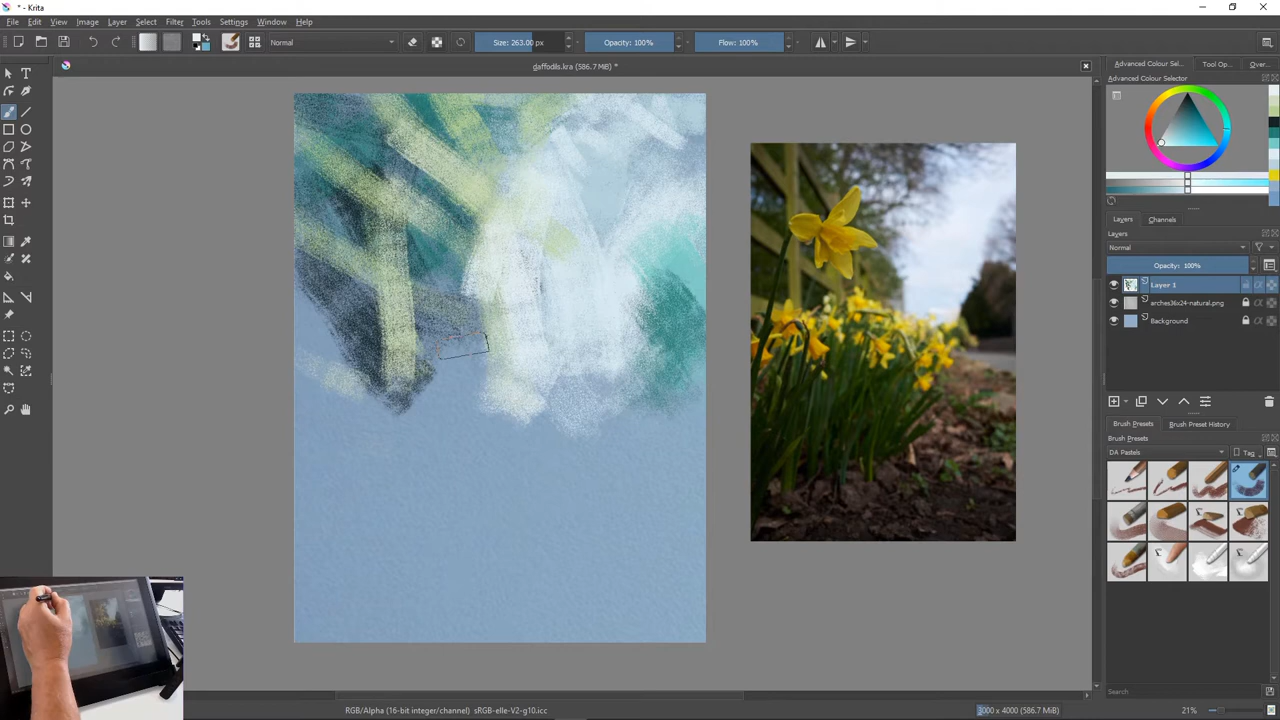 * - Krita
File Edit View Image Layer Select Filter Tools Settings Window Help
Normal Size: 263.00 px Opacity: 100% Flow: 100%
daffodils.kra (586.7 MiB) *
Advanced Colour Sel... Tool Op... Over...
Advanced Colour Selector
Layers Channels
Layers
Normal
Opacity: 100%
Layer 1
arches36x24-natural.png
Background
Brush Presets Brush Preset History
Brush Presets
DA Pastels Tag
Search
RGB/Alpha (16-bit integer/channel) sRGB-elle-V2-g10.icc 3000 x 4000 (586.7 MiB) 21%